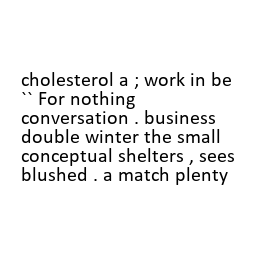 cholesterol a ; work in be
`` For nothing
conversation . business
double winter the small
conceptual shelters , sees
blushed . a match plenty